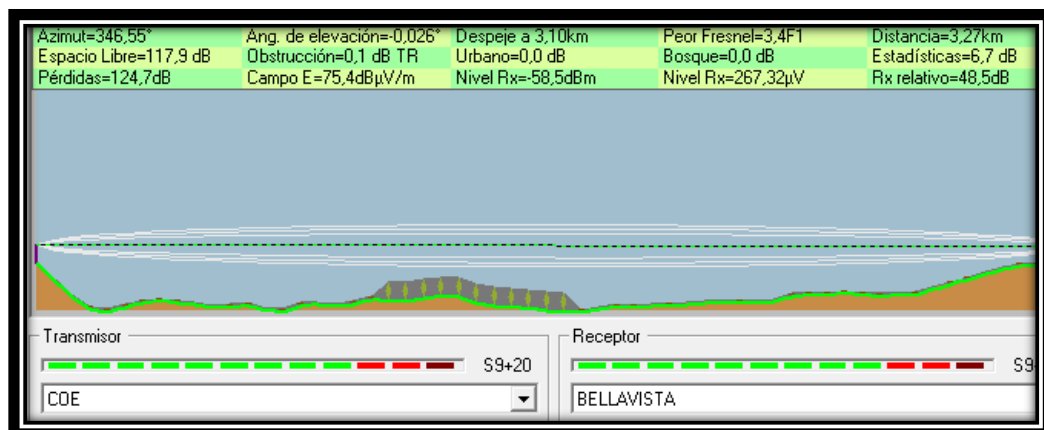 Azimut=346,55° Ang. de elevación=-0,026° Despeje a 3,10km Peor Fresnel=3,4F1 Distancia=3,27km
Espacio Libre=117,9 dB Obstrucción=0,1 dB TR Urbano=0,0 dB Bosque=0,0 dB Estadísticas=6,7 dB
Pérdidas=124,7dB Campo E=75,4dBµV/m Nivel Rx=-58,5dBm Nivel Rx=267,32µV Rx relativo=48,5dB
Transmisor Receptor
S9+20 S9
COE BELLAVISTA